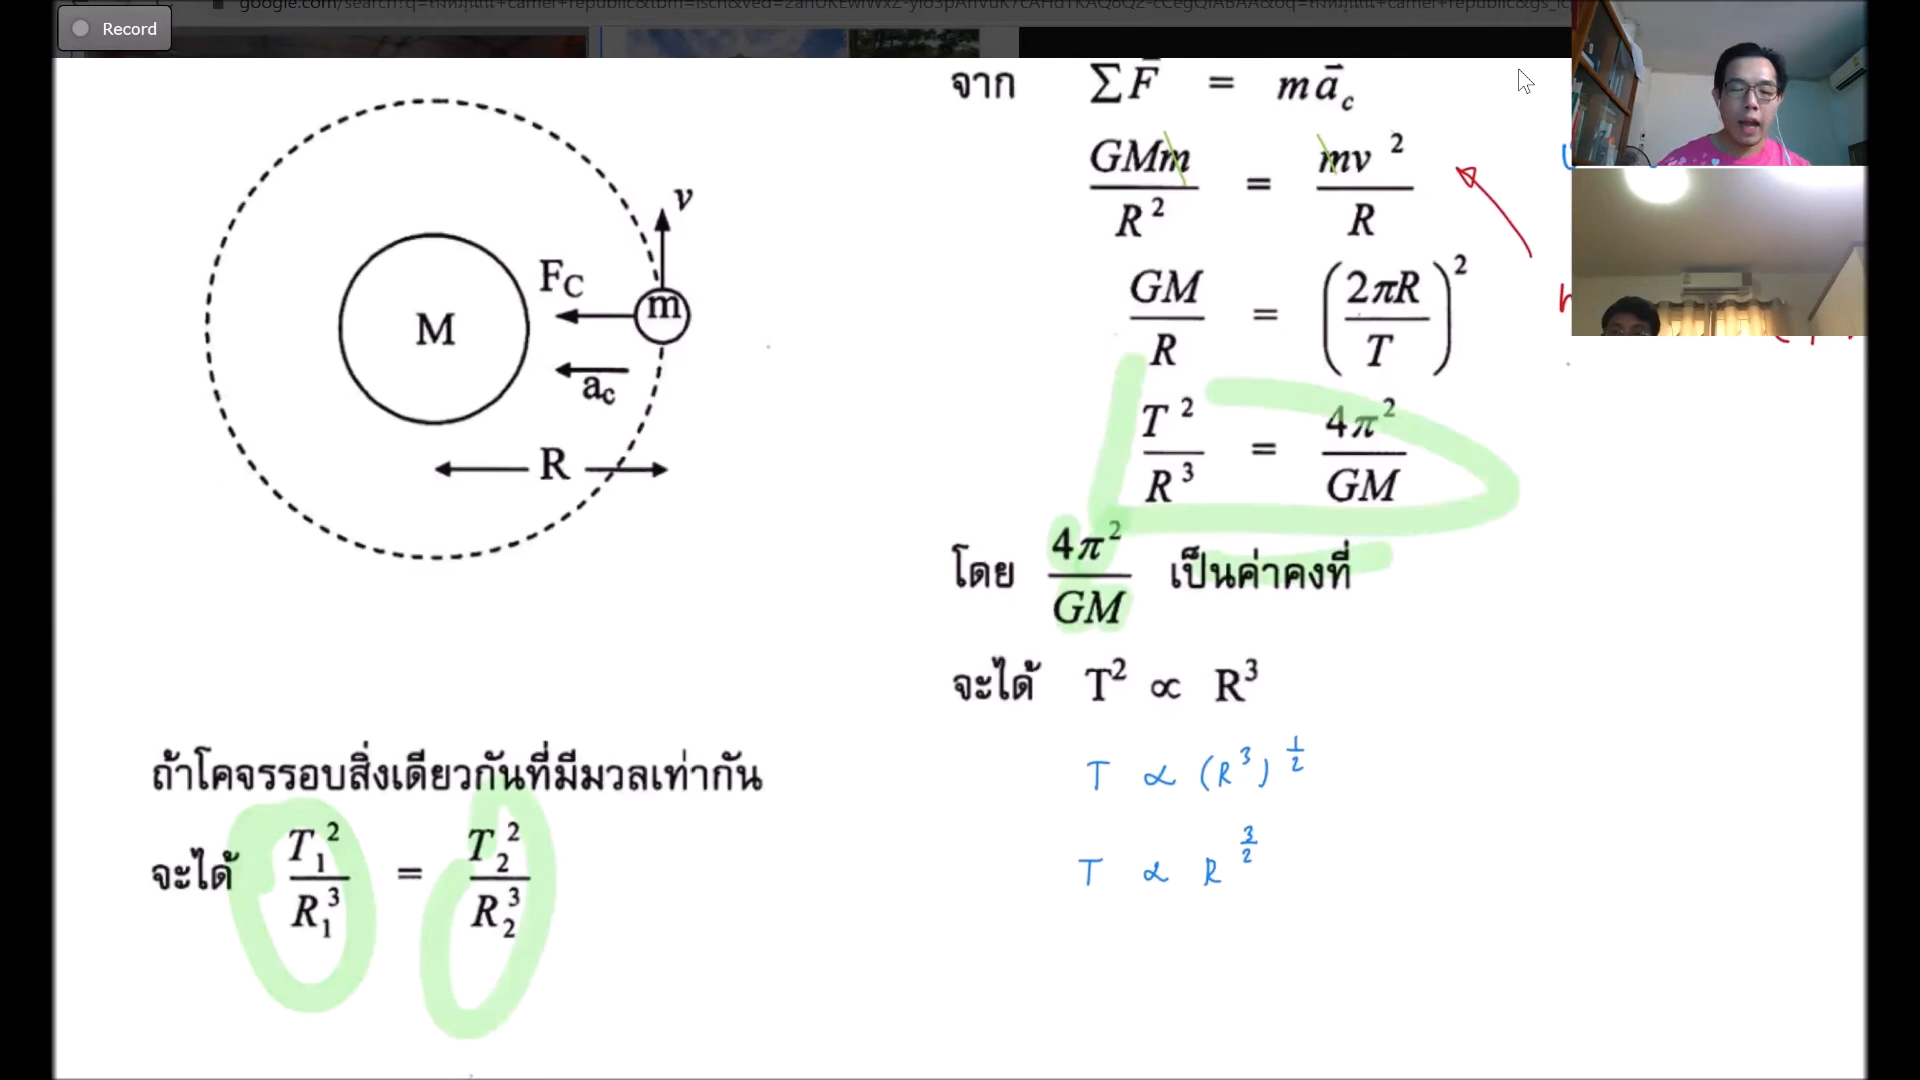 Record
จาก ΣF⃗ = ma⃗c
GMm/R² = mv²/R
GM/R = (2πR/T)²
T²/R³ = 4π²/GM
โดย 4π²/GM เป็นค่าคงที่
จะได้ T² ∝ R³
T ∝ (R³)^½
T ∝ R^(3/2)
v
F_C
m
M
a_c
R
ถ้าโคจรรอบสิ่งเดียวกันที่มีมวลเท่ากัน
จะได้ T₁²/R₁³ = T₂²/R₂³